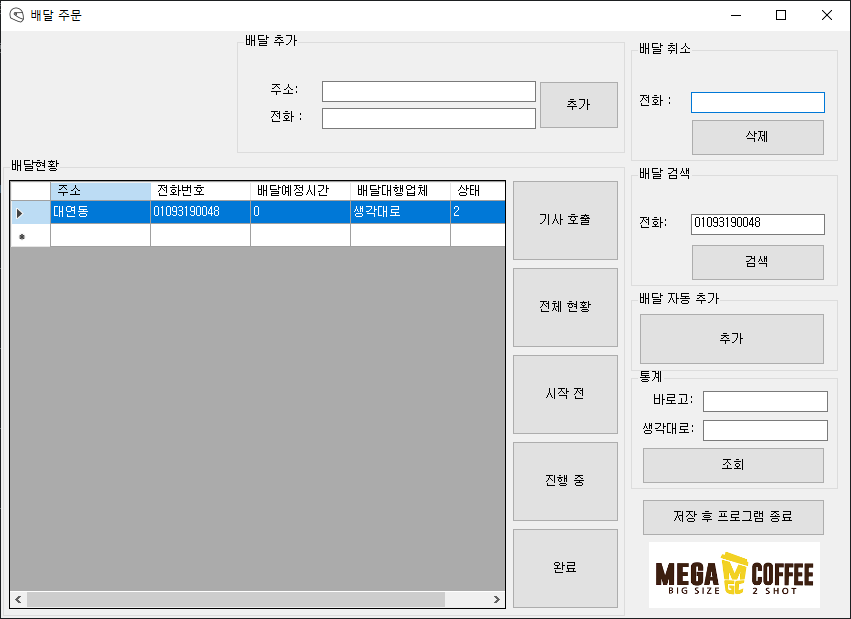 배달 주문
배달 추가
주소:
전화 :
추가
배달현황
주소 전화번호 배달예정시간 배달대행업체 상태
대연동 01093190048 0 생각대로 2
기사 호출
전체 현황
시작 전
진행 중
완료
배달 취소
전화 :
삭제
배달 검색
전화: 01093190048
검색
배달 자동 추가
추가
통계
바로고:
생각대로:
조회
저장 후 프로그램 종료
MEGA MGC COFFEE
BIG SIZE 2 SHOT